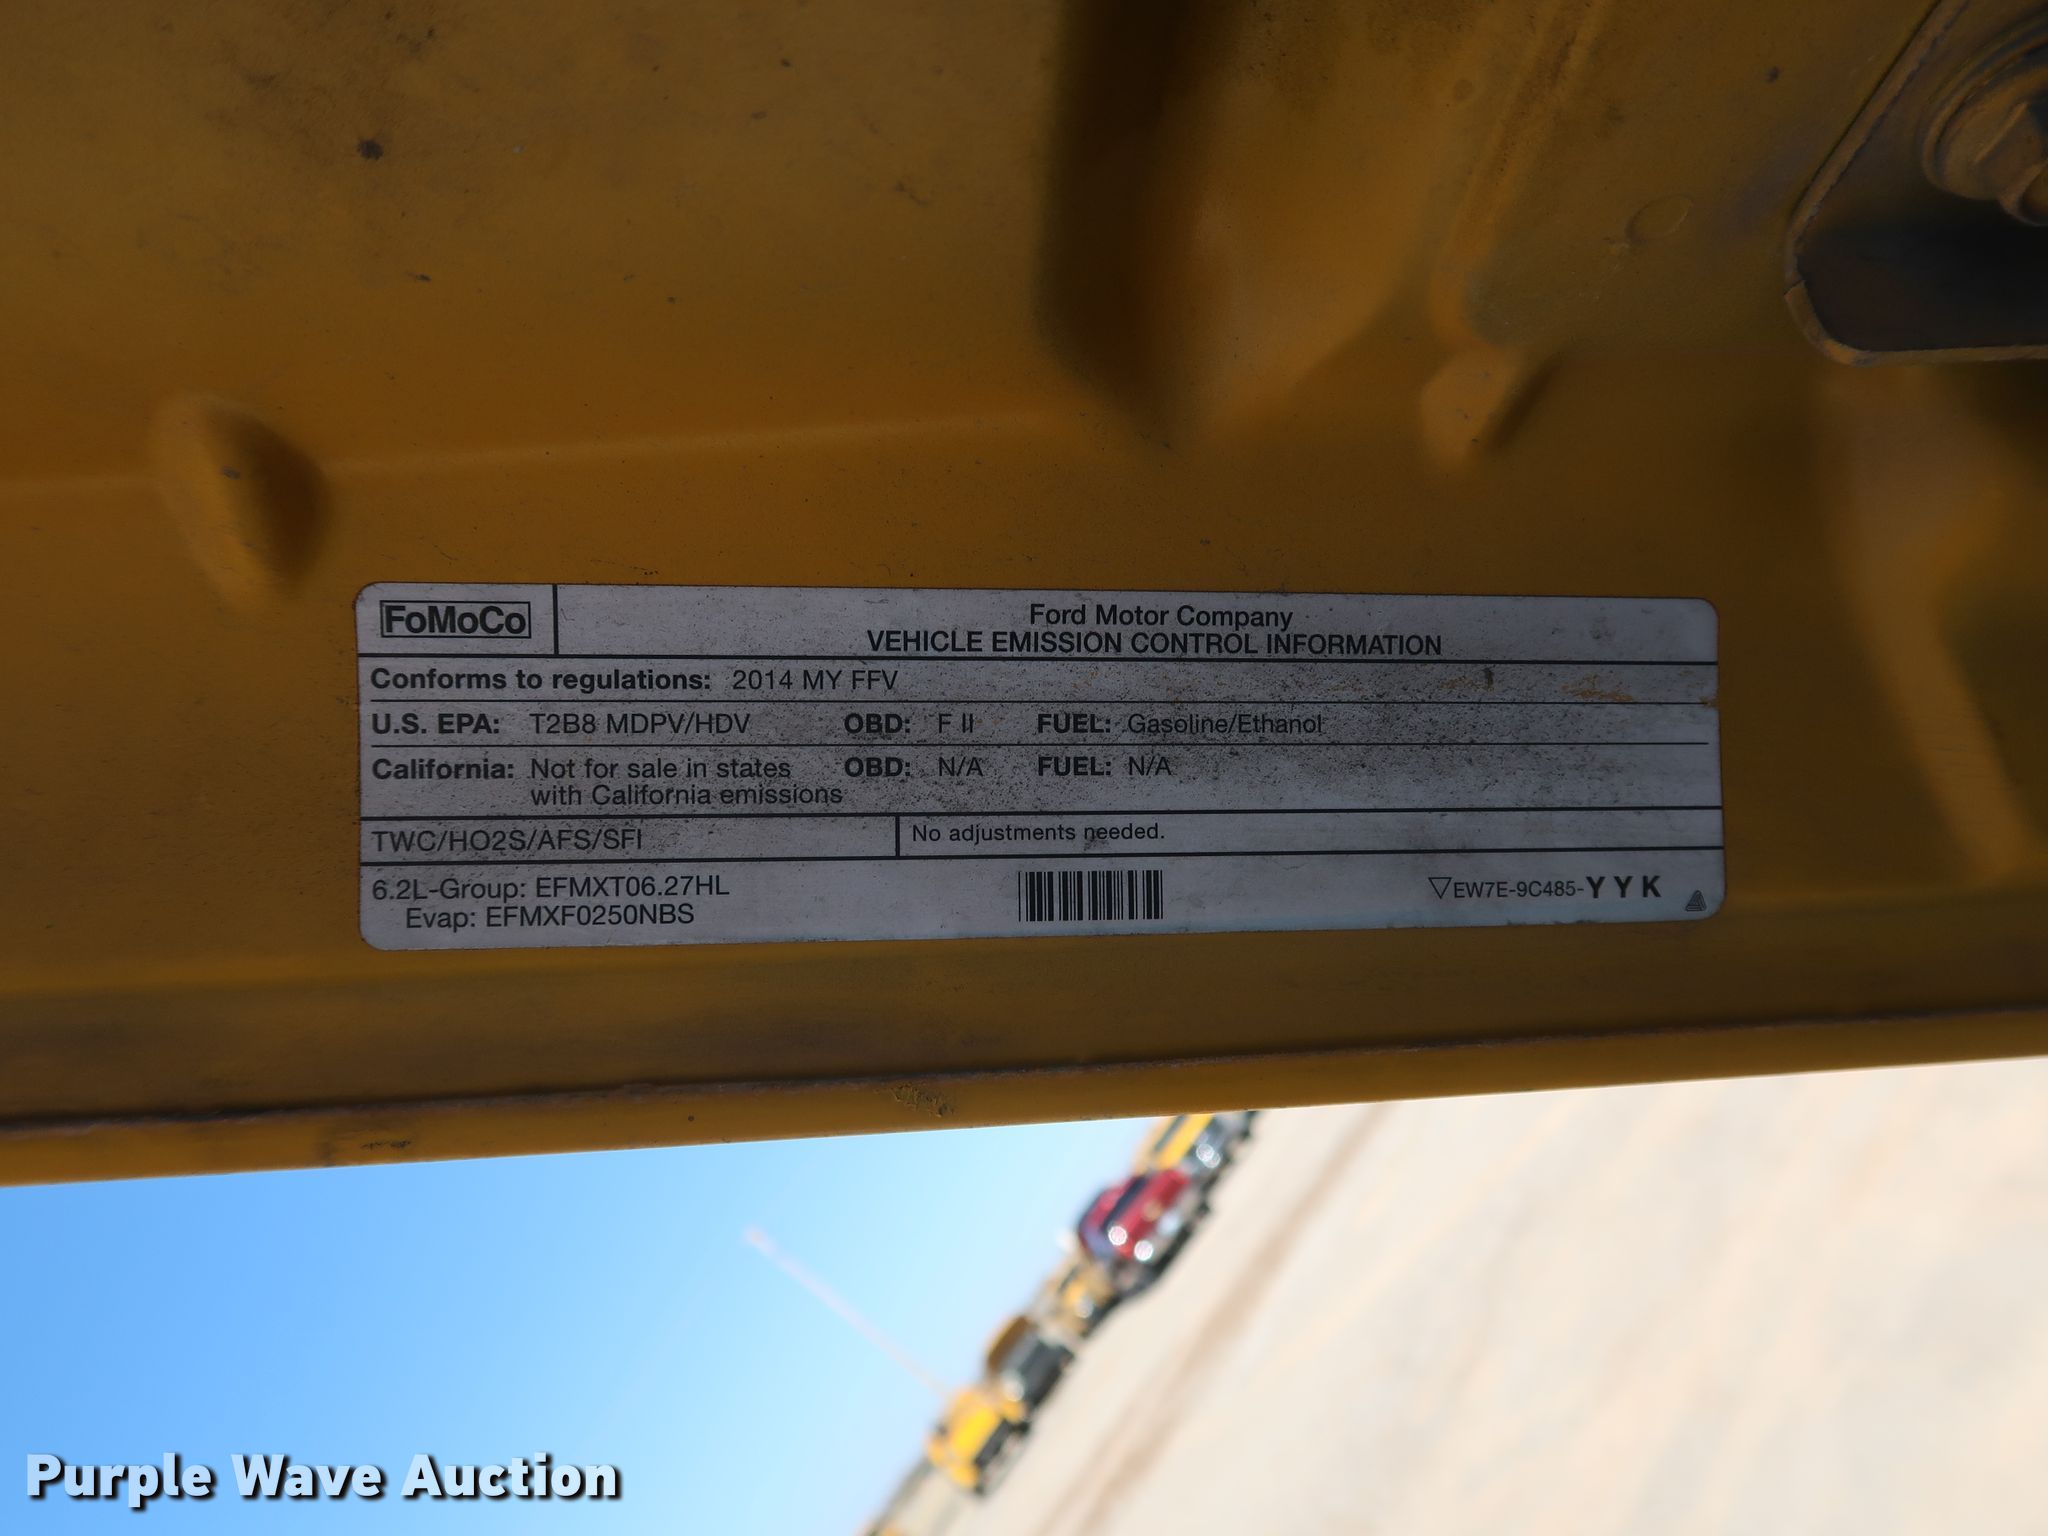 FoMoCo
Ford Motor Company
VEHICLE EMISSION CONTROL INFORMATION
Conforms to regulations: 2014 MY FFV
U.S. EPA: T2B8 MDPV/HDV OBD: F II FUEL: Gasoline/Ethanol
California: Not for sale in states OBD: N/A FUEL: N/A
with California emissions
TWC/HO2S/AFS/SFI No adjustments needed.
6.2L-Group: EFMXT06.27HL
Evap: EFMXF0250NBS
EW7E-9C485-YYK
Purple Wave Auction